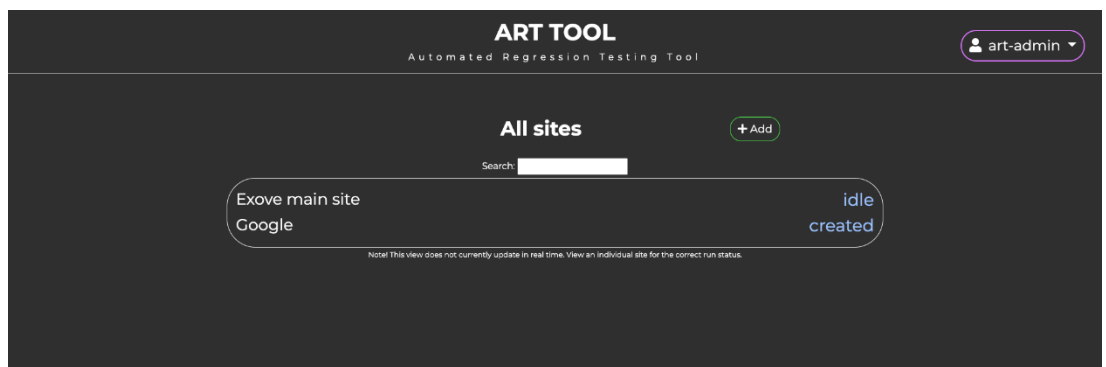 ART TOOL
Automated Regression Testing Tool
art-admin
All sites
+ Add
Search:
Exove main site idle
Google created
Note! This view does not currently update in real time. View an individual site for the correct run status.